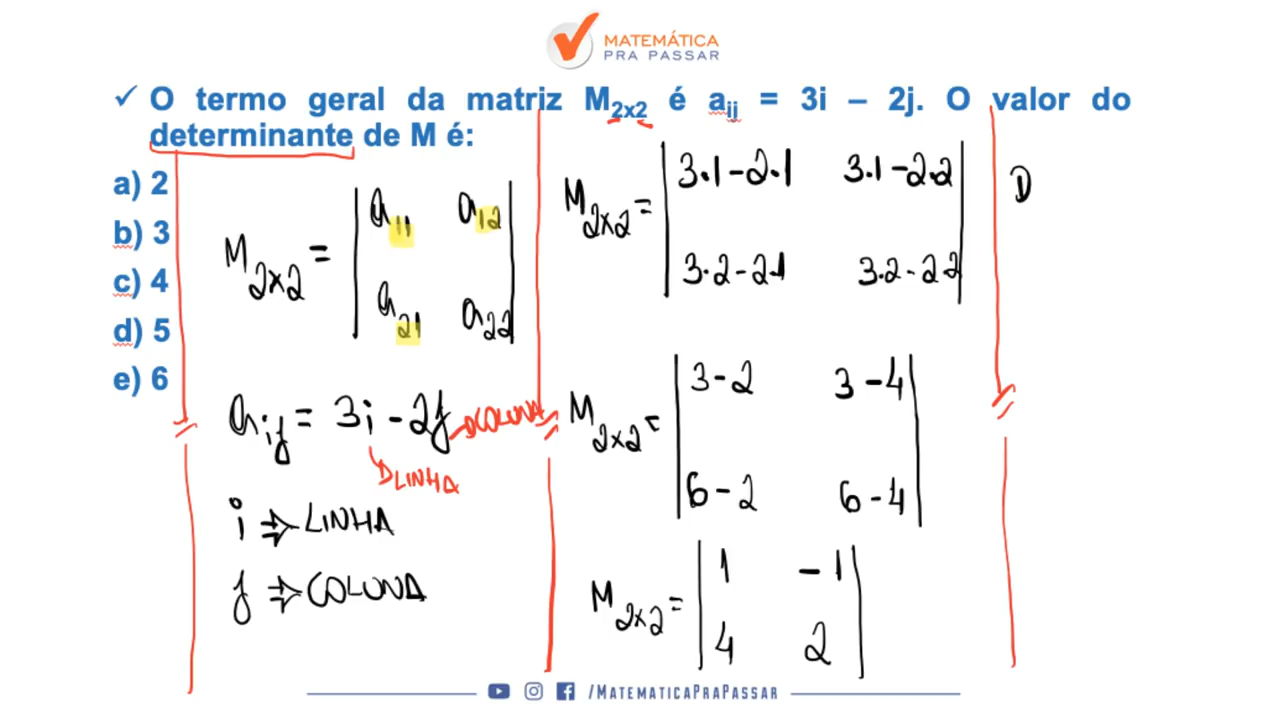 MATEMÁTICA
PRA PASSAR
✓ O termo geral da matriz M2x2 é aij = 3i – 2j. O valor do
determinante de M é:
a) 2
b) 3
c) 4
d) 5
e) 6
M2x2 = | a11 a12 |
| a21 a22 |
aij = 3i - 2j
COLUNA
LINHA
i ⇒ LINHA
j ⇒ COLUNA
M2x2 = | 3·1-2·1 3·1-2·2 |
| 3·2-2·1 3·2-2·2 |
M2x2 = | 3-2 3-4 |
| 6-2 6-4 |
M2x2 = | 1 -1 |
| 4 2 |
D
/MatematicaPraPassar